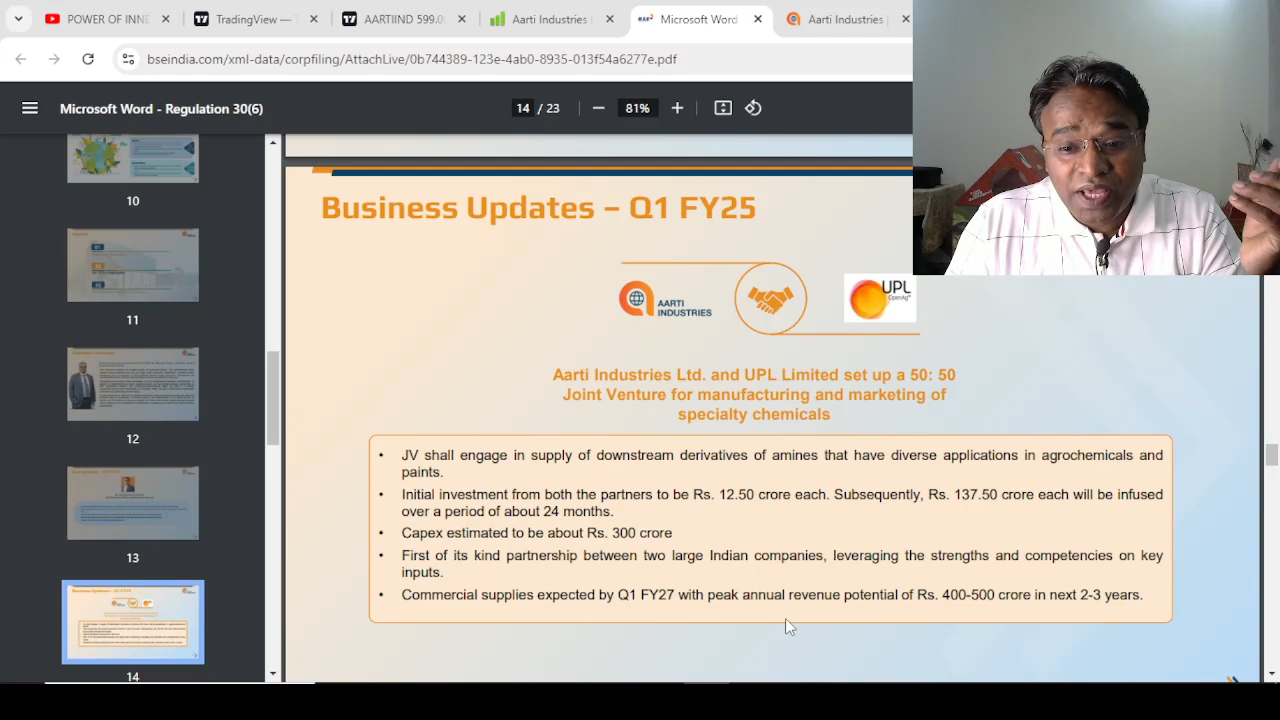 POWER OF INNE
TradingView —
AARTIIND 599.0
Aarti Industries L
Microsoft Word
Aarti Industries
bseindia.com/xml-data/corpfiling/AttachLive/0b744389-123e-4ab0-8935-013f54a6277e.pdf
Microsoft Word - Regulation 30(6)
14 / 23
81%
10
11
12
13
14
Business Updates – Q1 FY25
AARTI
INDUSTRIES
UPL
OpenAg™
Aarti Industries Ltd. and UPL Limited set up a 50: 50
Joint Venture for manufacturing and marketing of
specialty chemicals
• JV shall engage in supply of downstream derivatives of amines that have diverse applications in agrochemicals and
paints.
• Initial investment from both the partners to be Rs. 12.50 crore each. Subsequently, Rs. 137.50 crore each will be infused
over a period of about 24 months.
• Capex estimated to be about Rs. 300 crore
• First of its kind partnership between two large Indian companies, leveraging the strengths and competencies on key
inputs.
• Commercial supplies expected by Q1 FY27 with peak annual revenue potential of Rs. 400-500 crore in next 2-3 years.